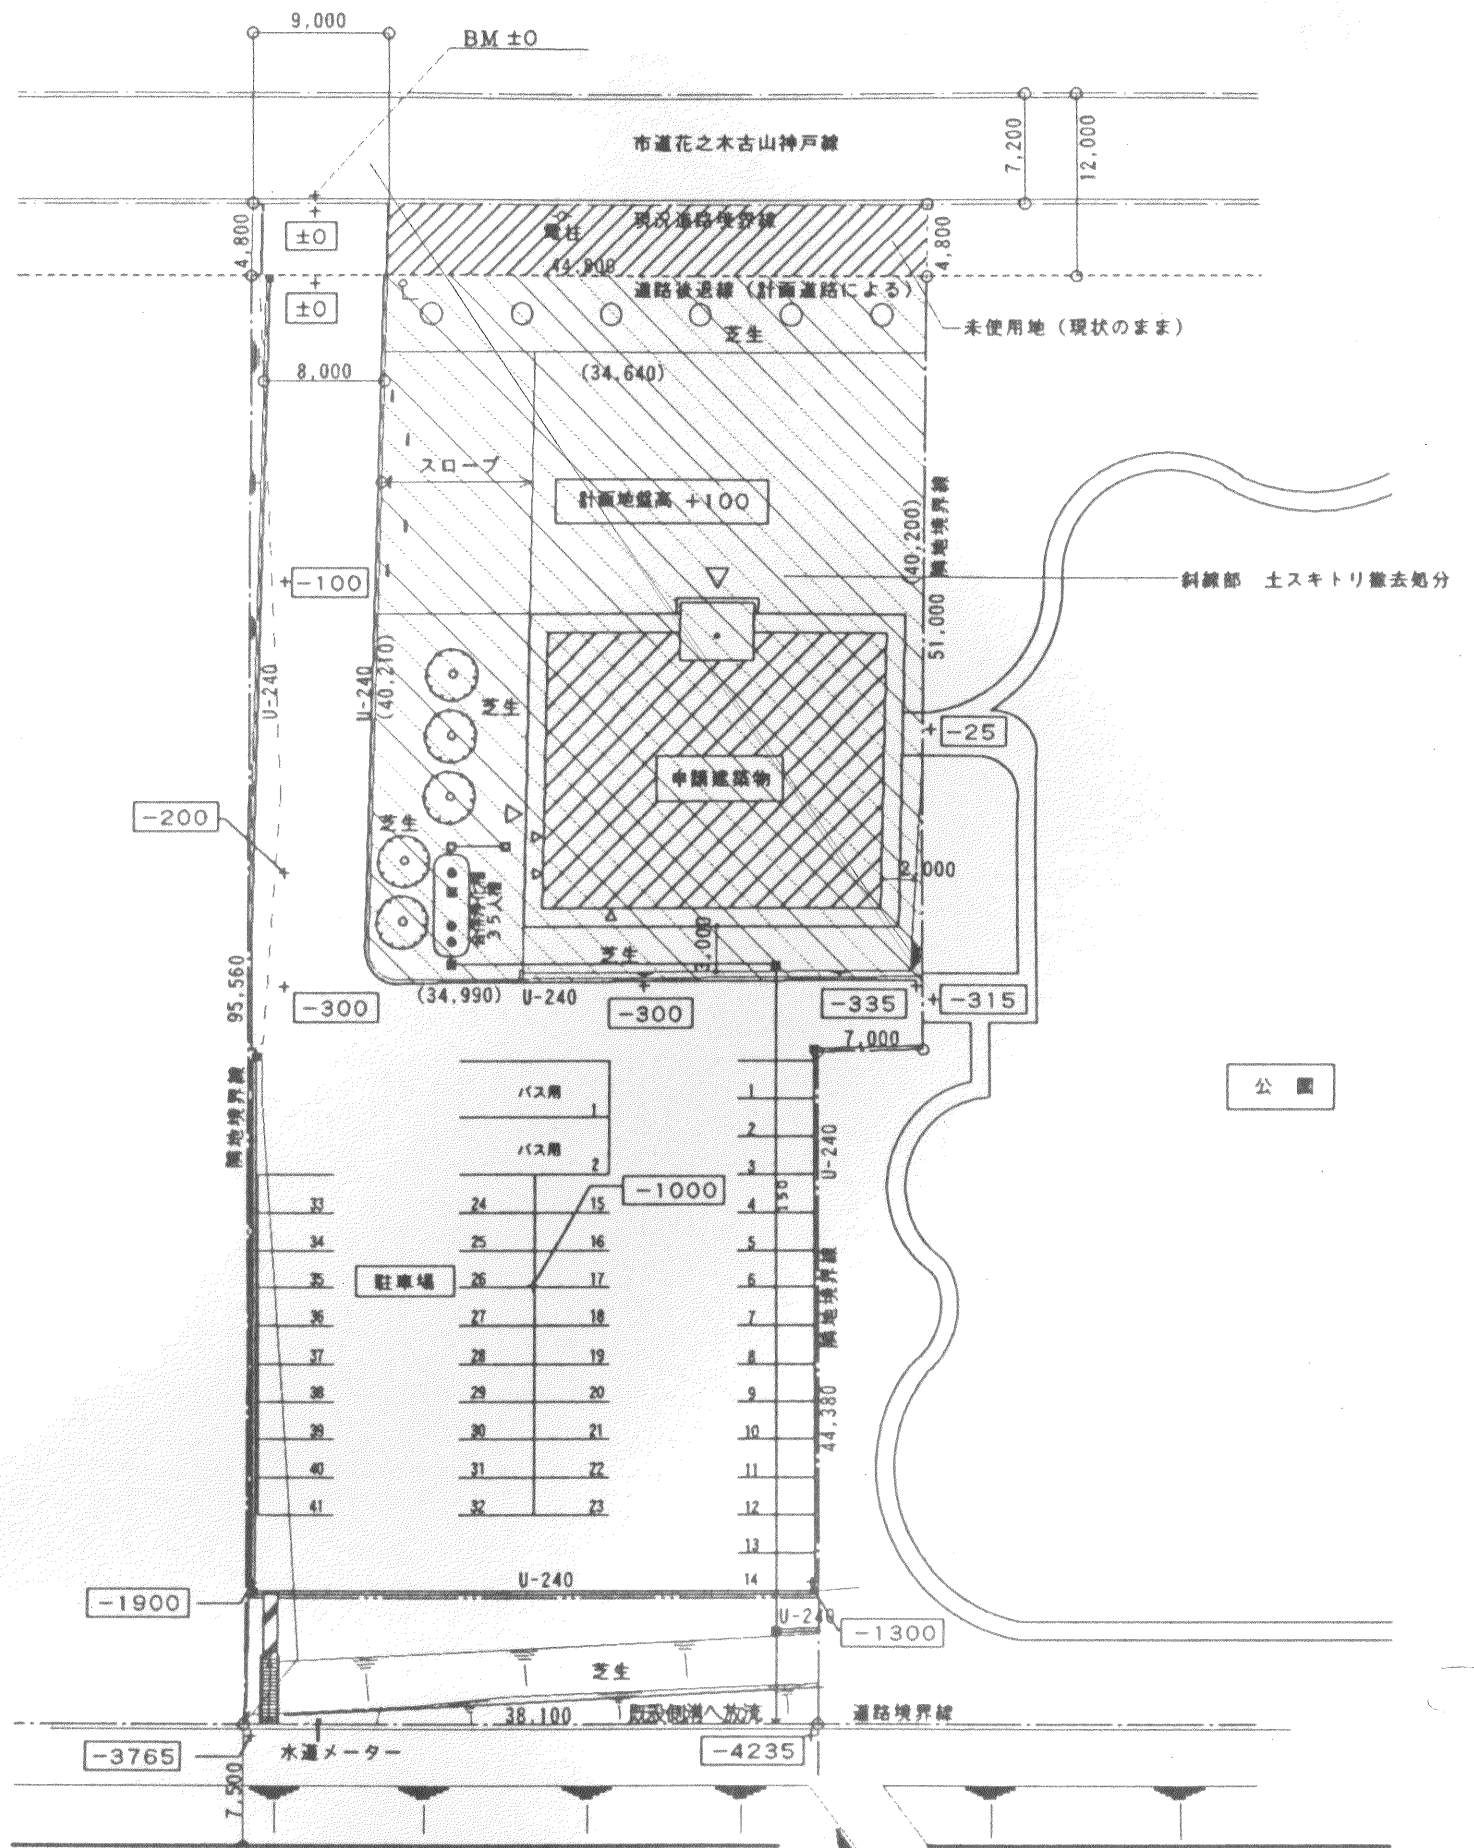 9,000
BM ±0
市道花之木古山神戸線
7,200
12,000
4,800
±0
電柱
現況道路境界線
44,800
4,800
±0
道路後退線（計画道路による）
芝生
未使用地（現状のまま）
8,000
(34,640)
スロープ
計画地盤高 +100
(40,200)
隣地境界線
-100
斜線部 土スキトリ撤去処分
51,000
U-240
U-240
(40,210)
芝生
-25
申請建築物
-200
芝生
2,000
合併浄化槽
35人槽
3,000
芝生
95,560
-300
(34,990)
U-240
-300
-335
-315
7,000
隣地境界線
バス用
1
バス用
2
公園
1
2
3
4
5
6
7
8
9
10
11
12
13
14
U-240
150
-1000
33
34
35
36
37
38
39
40
41
24
25
26
27
28
29
30
31
32
15
16
17
18
19
20
21
22
23
駐車場
隣地境界線
44,380
U-240
-1900
U-240
-1300
芝生
38,100
既設側溝へ放流
道路境界線
-3765
水道メーター
-4235
7,500